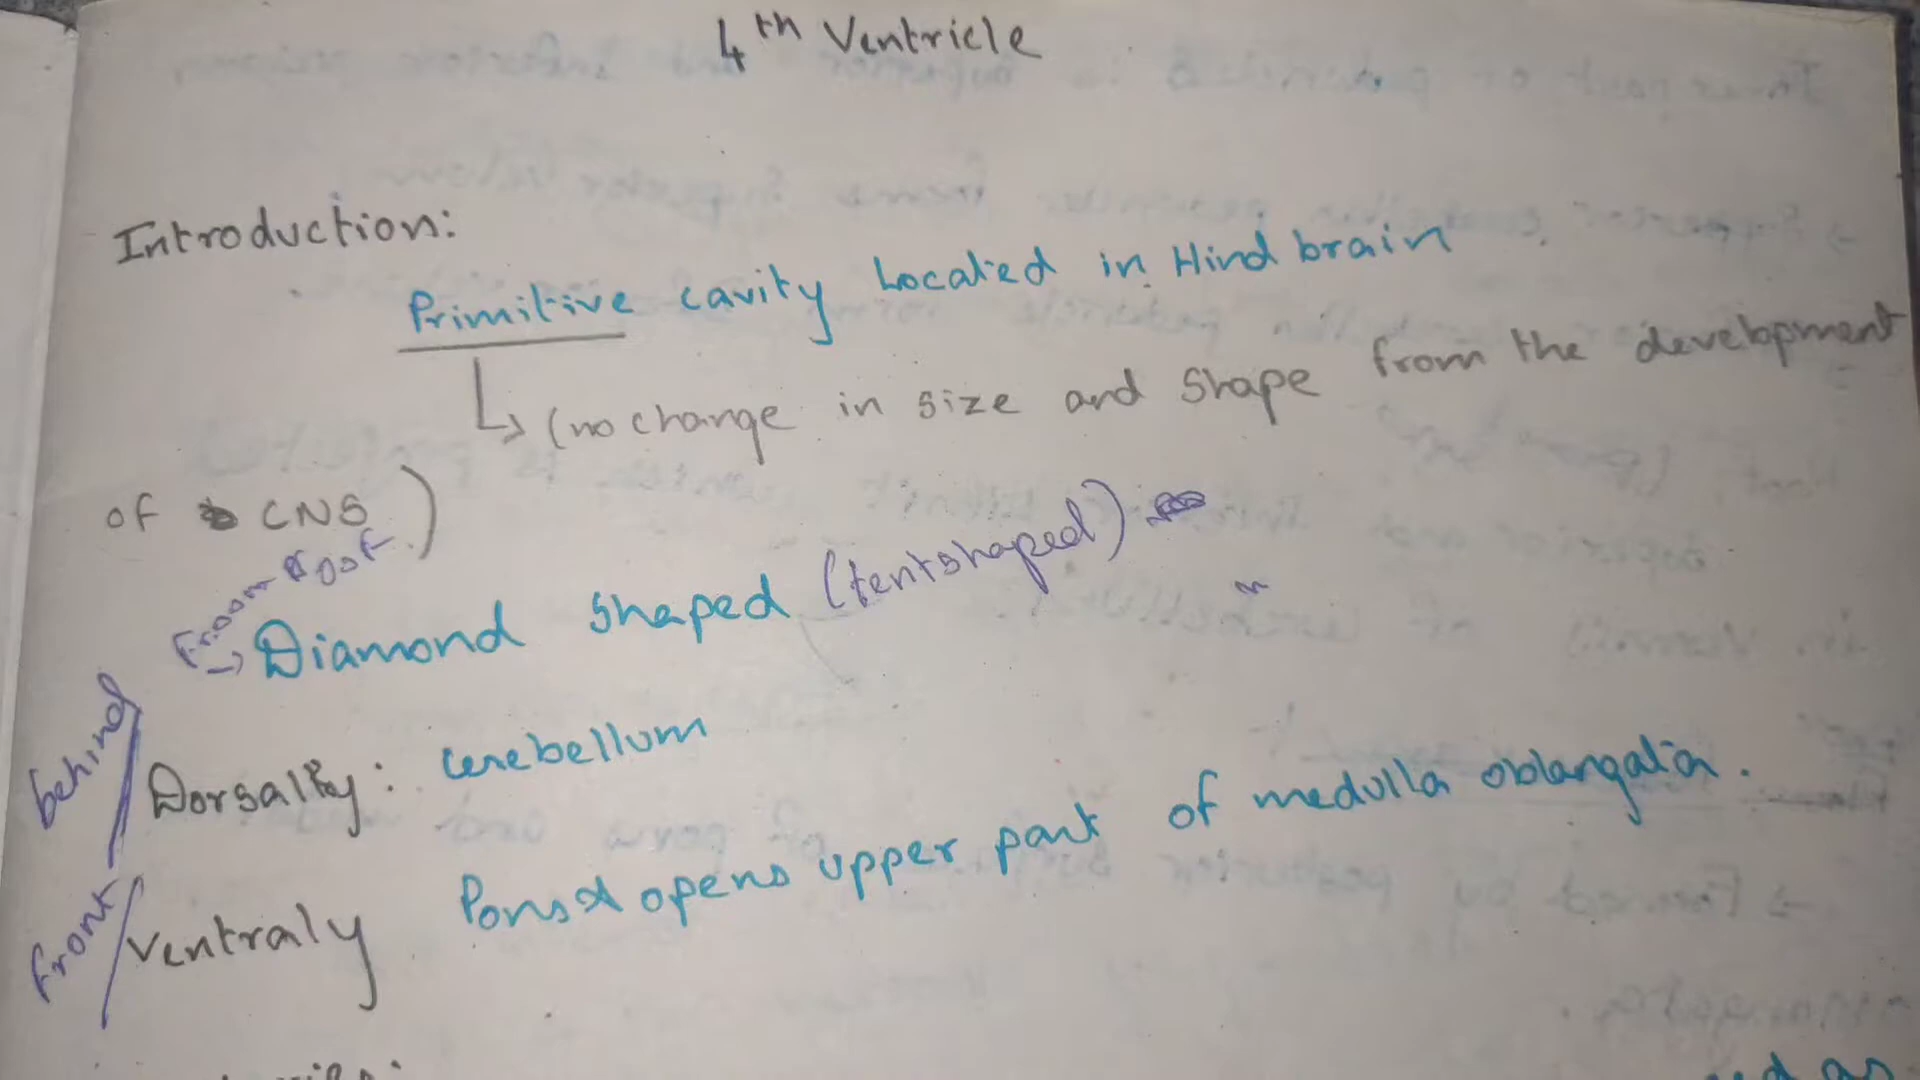 4th Ventricle
Introduction:
Primitive cavity Located in Hind brain
(no change in size and shape from the development
of CNS)
From roof
Diamond shaped (tentshaped)
behind
Dorsally: cerebellum
front
Ventraly Pons & opens upper part of medulla oblangata.